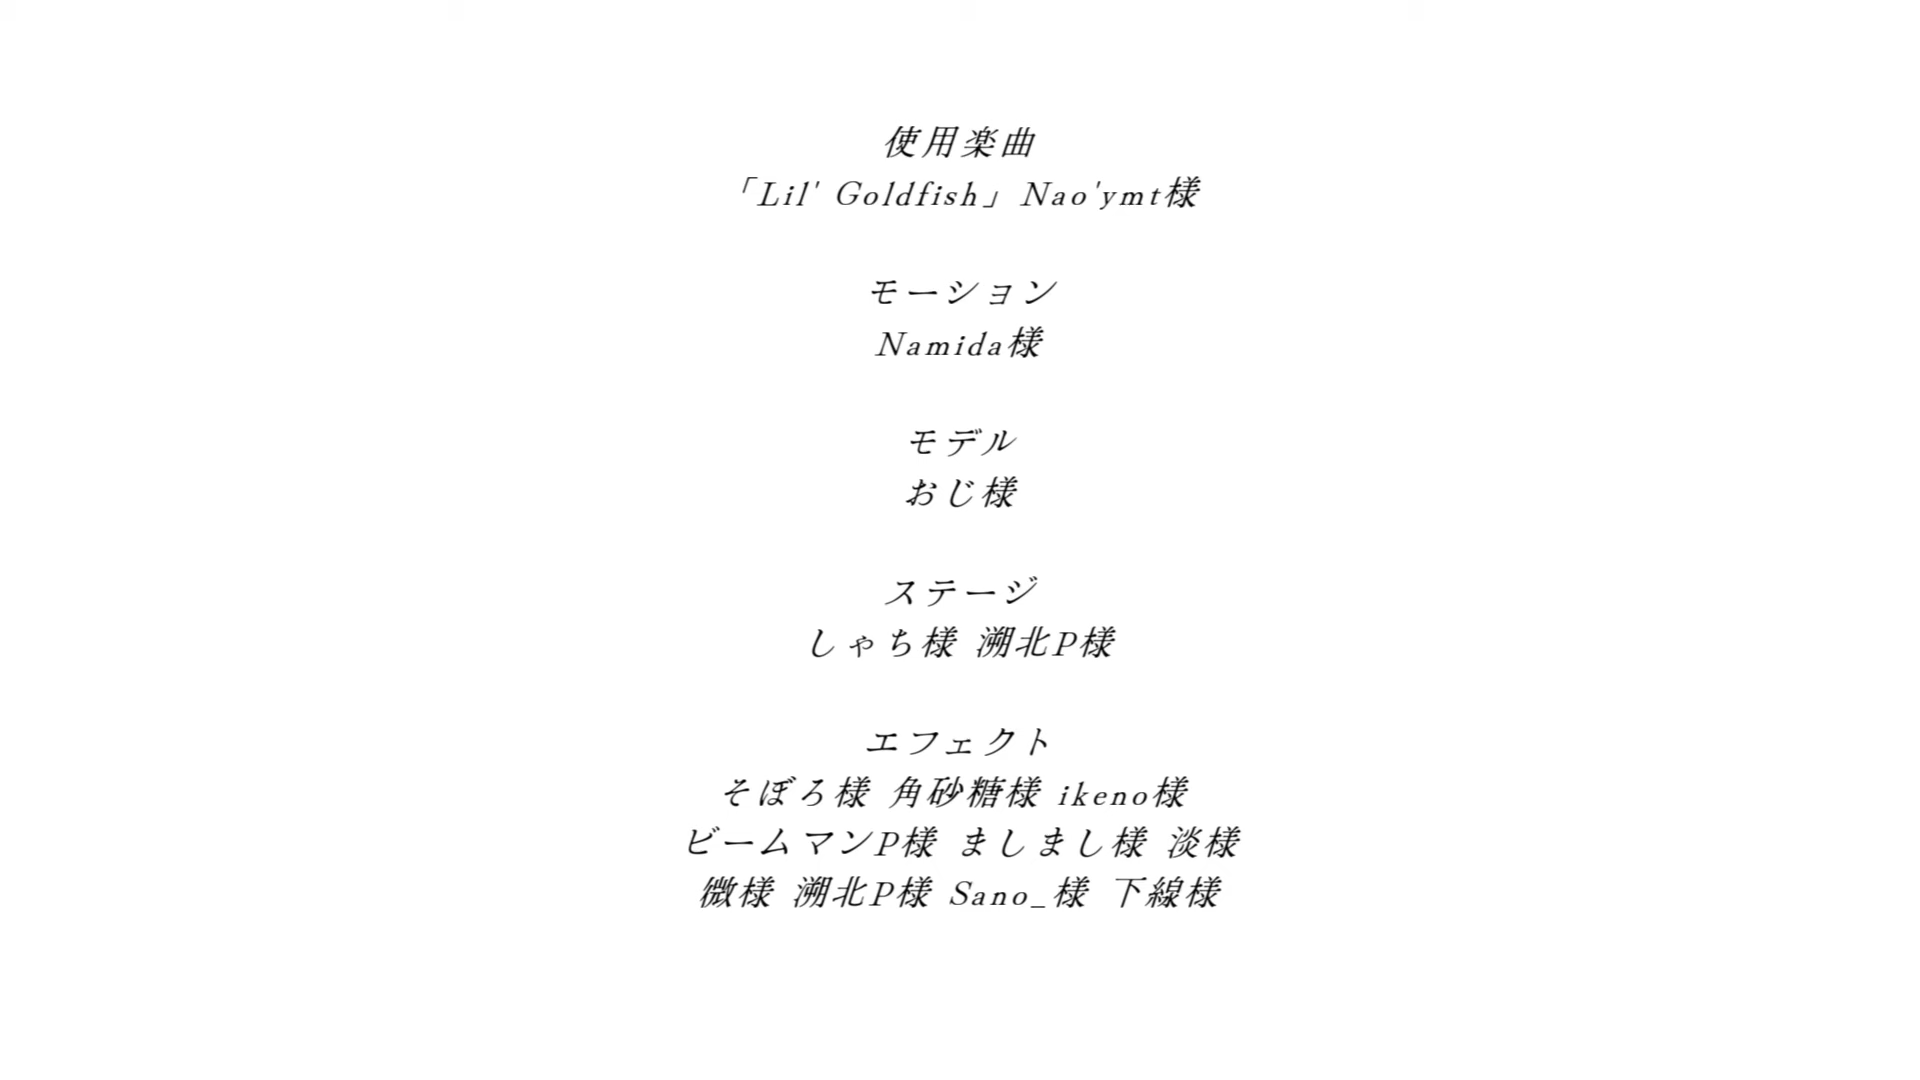 使用楽曲
「Lil' Goldfish」Nao'ymt様
モーション
Namida様
モデル
おじ様
ステージ
しゃち様 溯北P様
エフェクト
そぼろ様 角砂糖様 ikeno様
ビームマンP様 ましまし様 淡様
微様 溯北P様 Sano_様 下線様